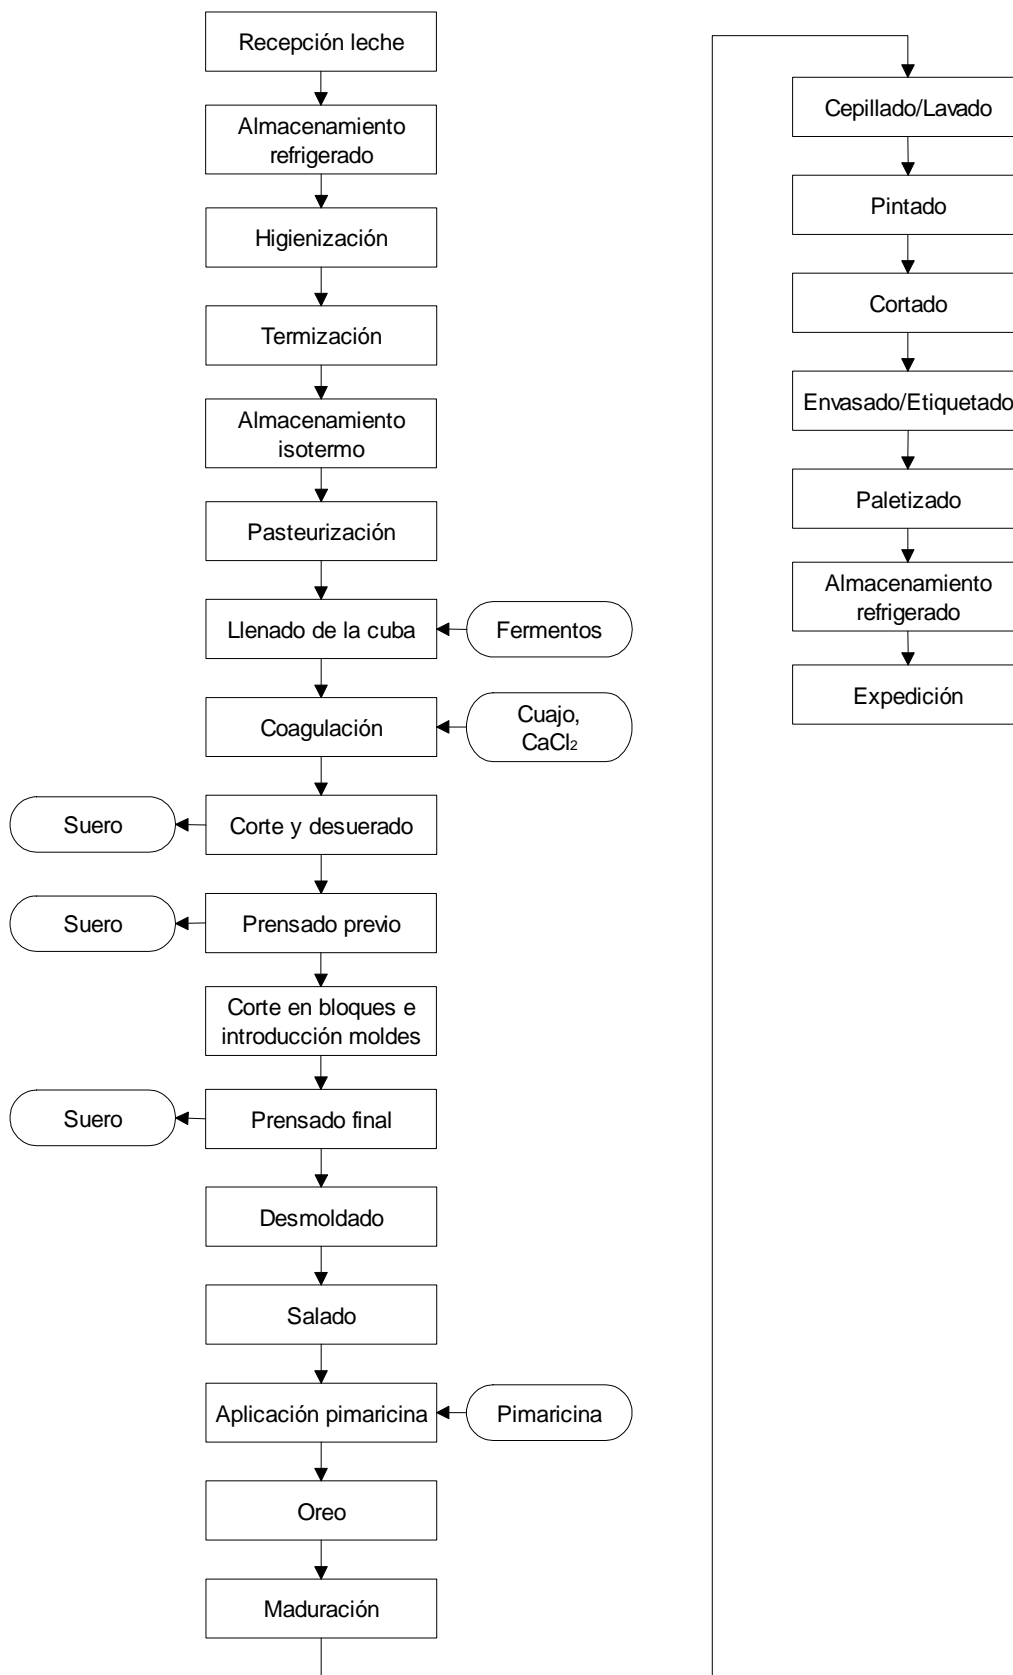 Recepción leche
Almacenamiento
refrigerado
Higienización
Termización
Almacenamiento
isotermo
Pasteurización
Llenado de la cuba
Fermentos
Coagulación
Cuajo,
CaCl₂
Suero
Corte y desuerado
Suero
Prensado previo
Corte en bloques e
introducción moldes
Suero
Prensado final
Desmoldado
Salado
Aplicación pimaricina
Pimaricina
Oreo
Maduración
Cepillado/Lavado
Pintado
Cortado
Envasado/Etiquetado
Paletizado
Almacenamiento
refrigerado
Expedición